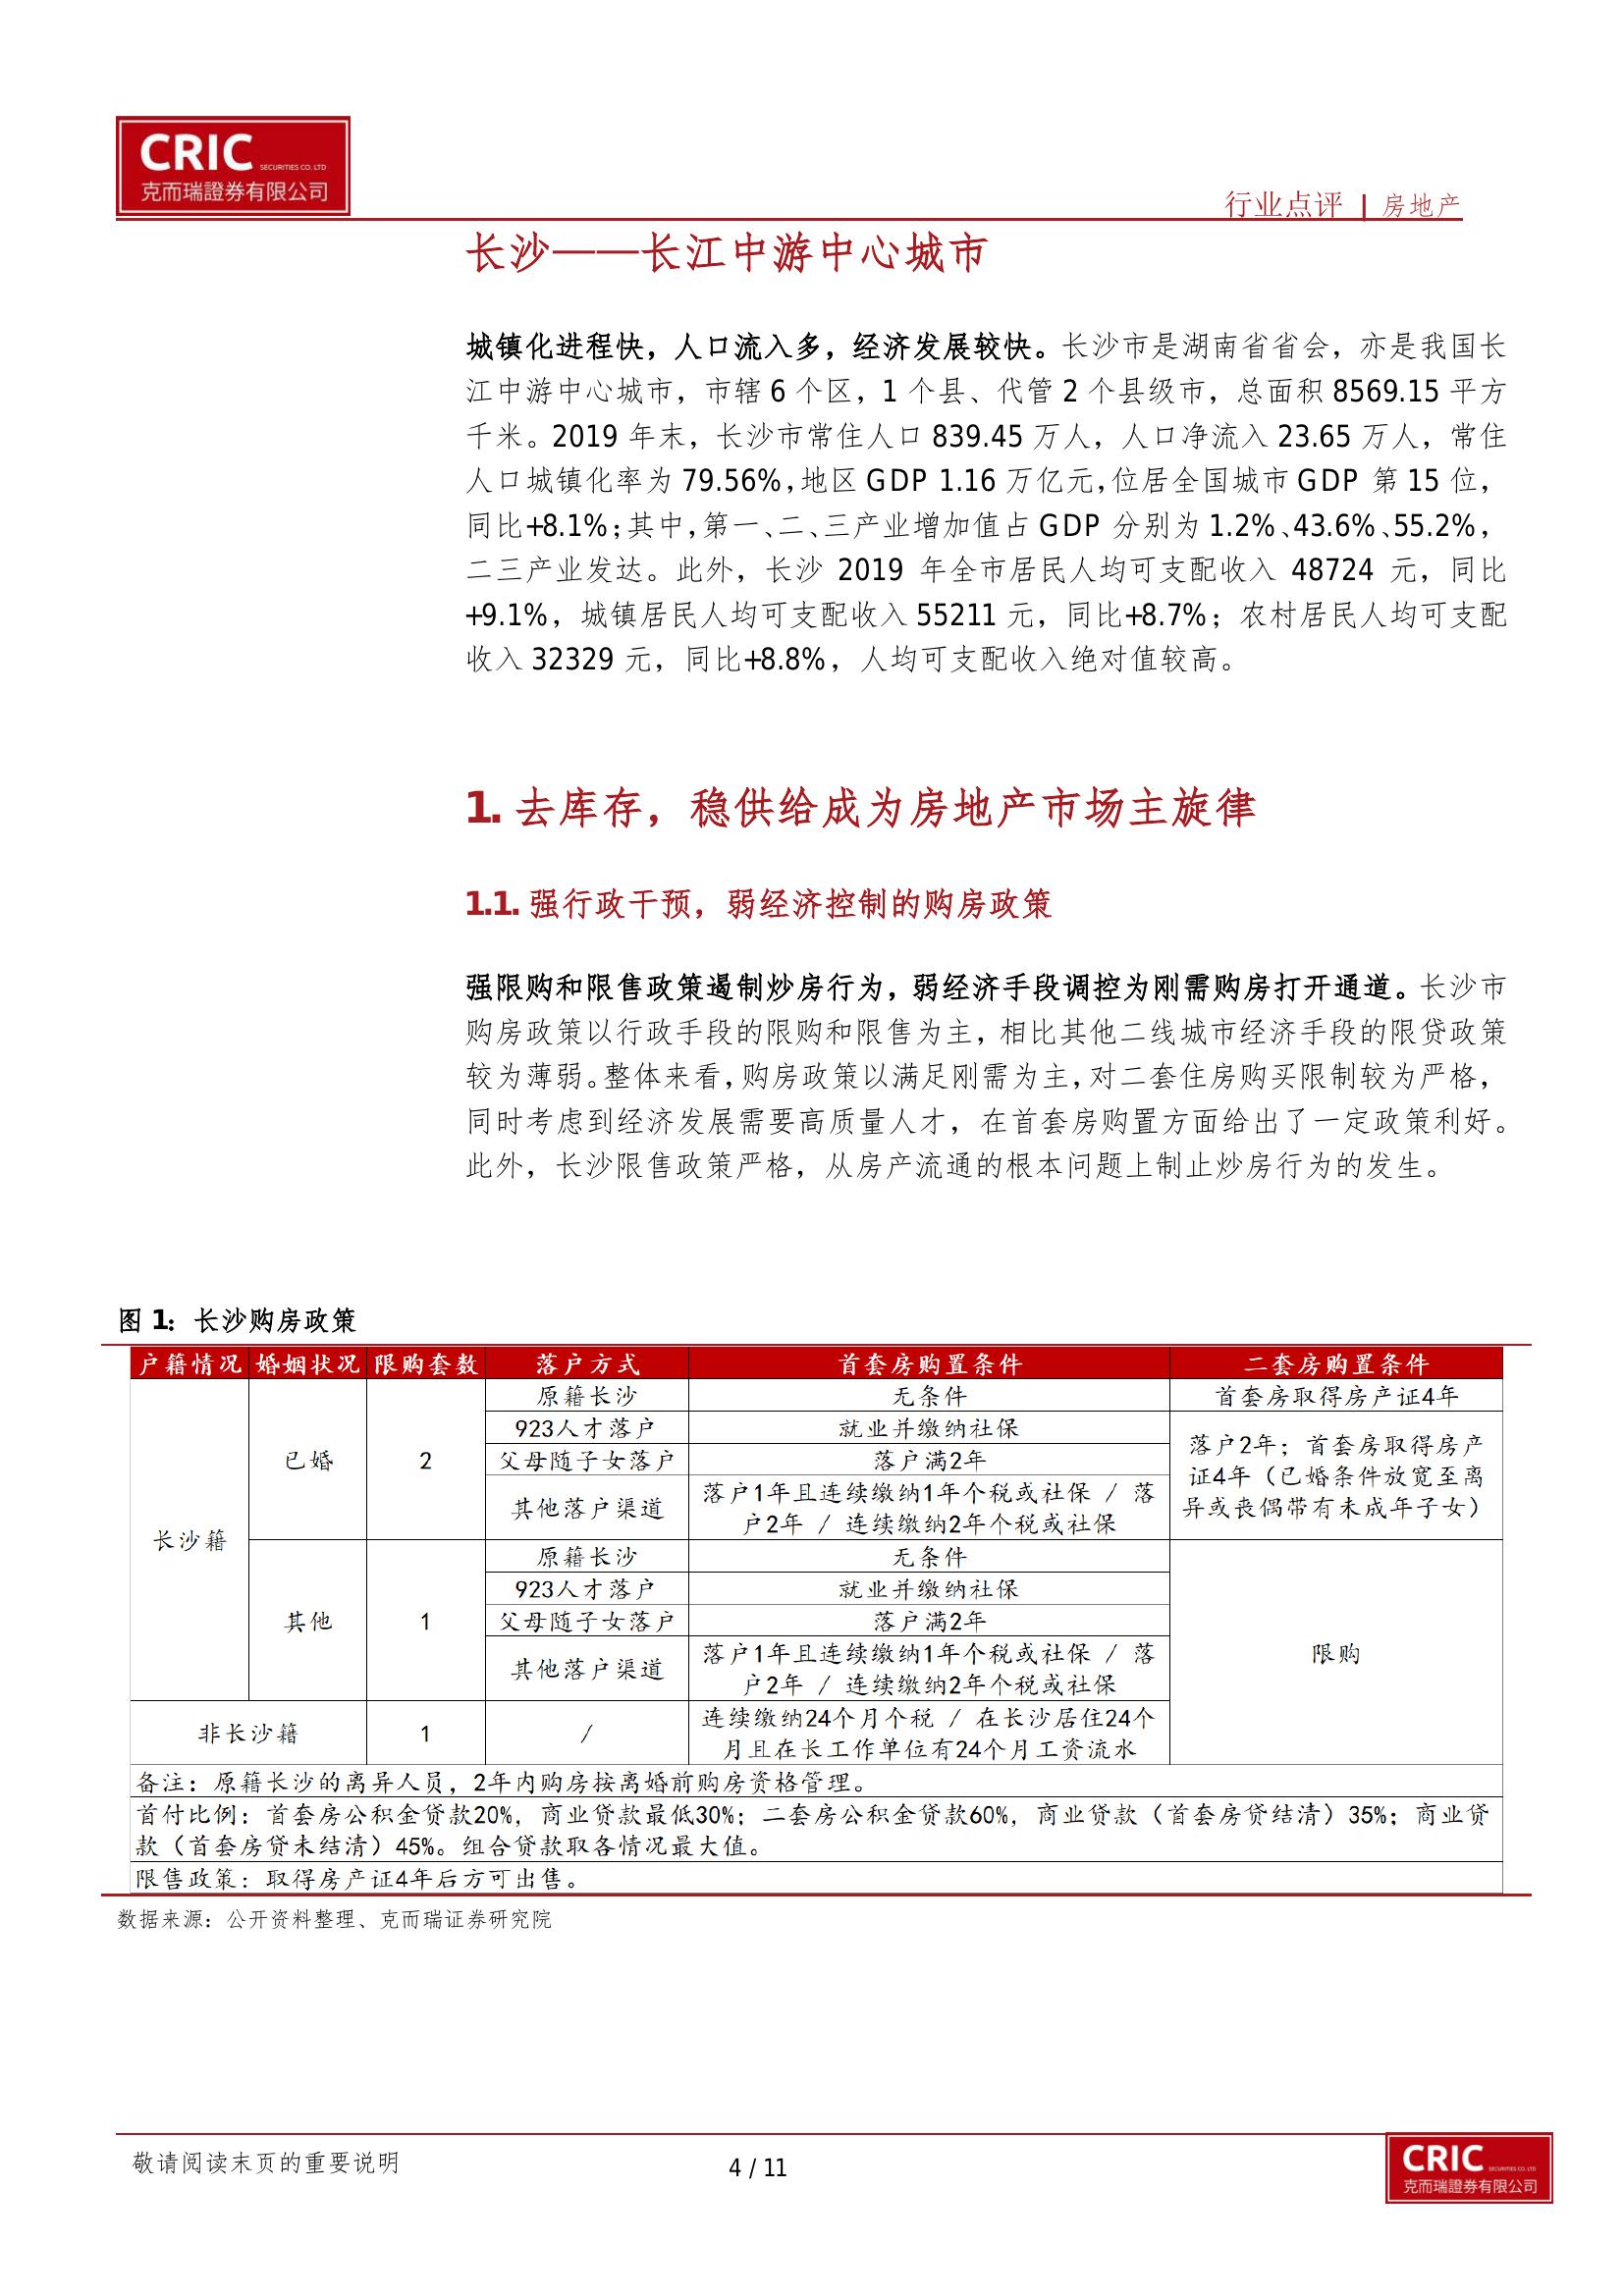 CRIC SECURITIES CO. LTD
克而瑞證券有限公司
行业点评 | 房地产
长沙——长江中游中心城市
城镇化进程快，人口流入多，经济发展较快。长沙市是湖南省省会，亦是我国长
江中游中心城市，市辖 6 个区，1 个县、代管 2 个县级市，总面积 8569.15 平方
千米。2019 年末，长沙市常住人口 839.45 万人，人口净流入 23.65 万人，常住
人口城镇化率为 79.56%，地区 GDP 1.16 万亿元，位居全国城市 GDP 第 15 位，
同比+8.1%；其中，第一、二、三产业增加值占 GDP 分别为 1.2%、43.6%、55.2%，
二三产业发达。此外，长沙 2019 年全市居民人均可支配收入 48724 元，同比
+9.1%，城镇居民人均可支配收入 55211 元，同比+8.7%；农村居民人均可支配
收入 32329 元，同比+8.8%，人均可支配收入绝对值较高。
1. 去库存，稳供给成为房地产市场主旋律
1.1. 强行政干预，弱经济控制的购房政策
强限购和限售政策遏制炒房行为，弱经济手段调控为刚需购房打开通道。长沙市
购房政策以行政手段的限购和限售为主，相比其他二线城市经济手段的限贷政策
较为薄弱。整体来看，购房政策以满足刚需为主，对二套住房购买限制较为严格，
同时考虑到经济发展需要高质量人才，在首套房购置方面给出了一定政策利好。
此外，长沙限售政策严格，从房产流通的根本问题上制止炒房行为的发生。
图 1：长沙购房政策
户籍情况 婚姻状况 限购套数 落户方式 首套房购置条件 二套房购置条件
长沙籍 已婚 2 原籍长沙 无条件 首套房取得房产证4年
923人才落户 就业并缴纳社保
父母随子女落户 落户满2年
其他落户渠道 落户1年且连续缴纳1年个税或社保 / 落
户2年 / 连续缴纳2年个税或社保
落户2年；首套房取得房产
证4年（已婚条件放宽至离
异或丧偶带有未成年子女）
其他 1 原籍长沙 无条件 限购
923人才落户 就业并缴纳社保
父母随子女落户 落户满2年
其他落户渠道 落户1年且连续缴纳1年个税或社保 / 落
户2年 / 连续缴纳2年个税或社保
非长沙籍 1 / 连续缴纳24个月个税 / 在长沙居住24个
月且在长工作单位有24个月工资流水
备注：原籍长沙的离异人员，2年内购房按离婚前购房资格管理。
首付比例：首套房公积金贷款20%，商业贷款最低30%；二套房公积金贷款60%，商业贷款（首套房贷结清）35%；商业贷
款（首套房贷未结清）45%。组合贷款取各情况最大值。
限售政策：取得房产证4年后方可出售。
数据来源：公开资料整理、克而瑞证券研究院
敬请阅读末页的重要说明
4 / 11
CRIC SECURITIES CO. LTD
克而瑞證券有限公司